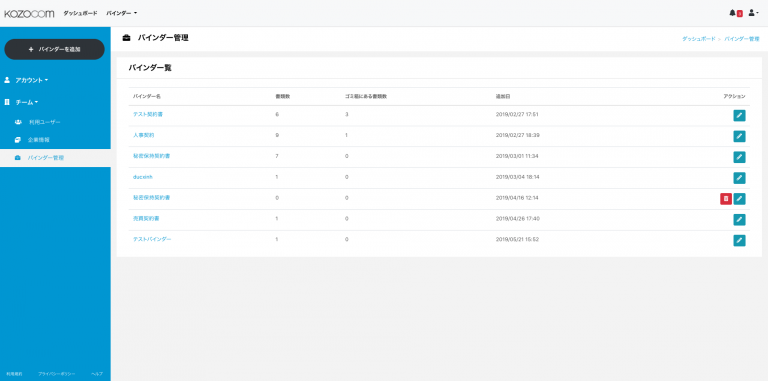 KOZOCOM ダッシュボード バインダー
+ バインダーを追加
アカウント
チーム
利用ユーザー
企業情報
バインダー管理
バインダー管理
ダッシュボード > バインダー管理
バインダー一覧
バインダー名 書類数 ゴミ箱にある書類数 追加日 アクション
テスト契約書 6 3 2019/02/27 17:51
人事契約 9 1 2019/02/27 18:39
秘密保持契約書 7 0 2019/03/01 11:34
ducsinh 1 0 2019/03/04 18:14
秘密保持契約書 0 0 2019/04/16 12:14
売買契約書 1 0 2019/04/26 17:40
テストバインダー 1 0 2019/05/21 15:52
利用規約 プライバシーポリシー ヘルプ